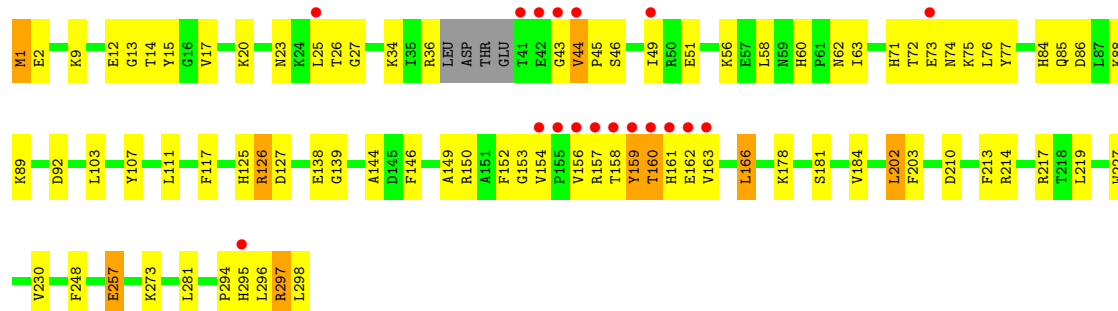 M1 E2 K9 E12 G13 T14 Y15 G16 V17 K20 N23 K24 L25 T26 G27 K34 I35 R36 LEU ASP THR GLU T41 E42 G43 V44 P45 S46 I49 R50 E51 K56 E57 L58 N59 H60 P61 N62 I63 H71 T72 E73 N74 K75 L76 Y77 H84 Q85 D86 L87 K88
K89 D92 L103 Y107 L111 F117 H125 R126 D127 E138 G139 A144 D145 F146 A149 R150 A151 F152 G153 V154 P155 V156 R157 T158 Y159 T160 H161 E162 V163 L166 K178 S181 V184 L202 F203 D210 F213 R214 R217 T218 L219 W227
V230 F248 E257 K273 L281 P294 H295 L296 R297 L298